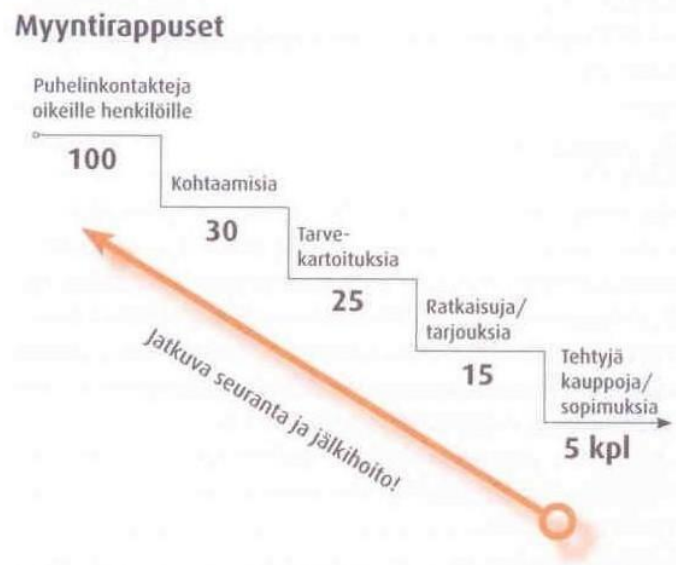 Myyntirappuset
Puhelinkontakteja
oikeille henkilöille
100
Kohtaamisia
30
Tarve-
kartoituksia
25
Ratkaisuja/
tarjouksia
15
Tehtyjä
kauppoja/
sopimuksia
5 kpl
Jatkuva seuranta ja jälkihoito!